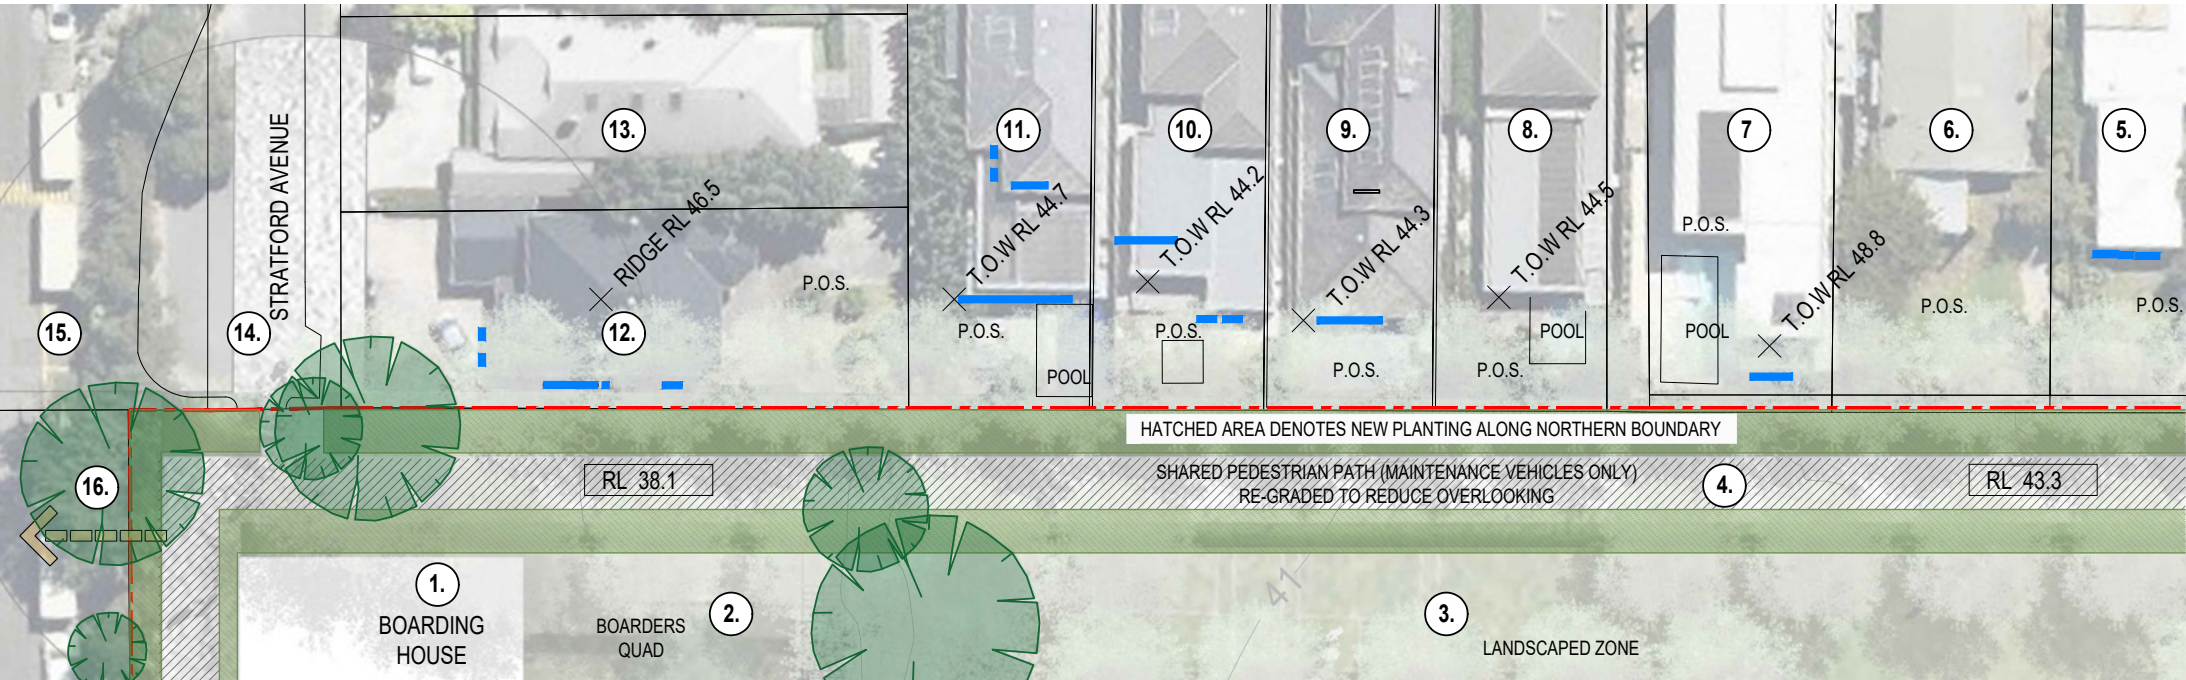 STRATFORD AVENUE
13.
11.
10.
9.
8.
7
6.
5.
RIDGE RL 46.5
T.O.W RL 44.7
T.O.W RL 44.2
T.O.W RL 44.3
T.O.W RL 44.5
T.O.W RL 48.8
P.O.S.
P.O.S.
P.O.S.
P.O.S.
15.
14.
12.
P.O.S.
P.O.S.
P.O.S.
P.O.S.
POOL
POOL
POOL
HATCHED AREA DENOTES NEW PLANTING ALONG NORTHERN BOUNDARY
16.
RL 38.1
SHARED PEDESTRIAN PATH (MAINTENANCE VEHICLES ONLY)
RE-GRADED TO REDUCE OVERLOOKING
4.
RL 43.3
1.
BOARDING
HOUSE
BOARDERS
QUAD
2.
41
3.
LANDSCAPED ZONE